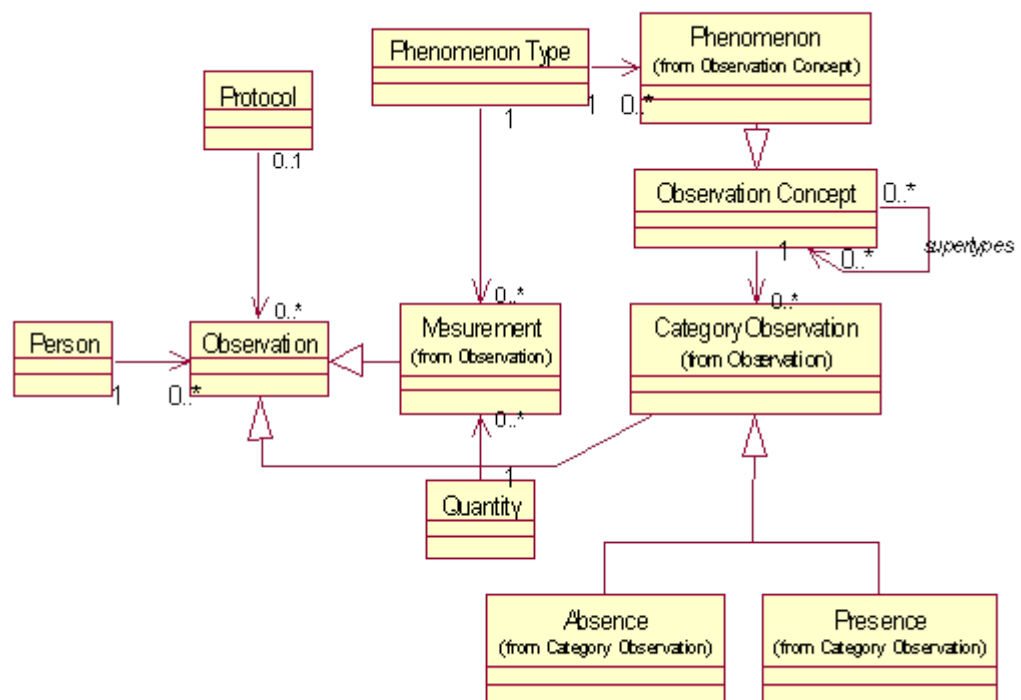 Phenomenon Type
Phenomenon
(from Observation Concept)
Protocol
1
1
0..*
0..1
Observation Concept
0..*
supertypes
1
0..*
0..*
0..*
0..*
Person
Observation
Mesurement
(from Observation)
Category Observation
(from Observation)
1
0..*
0..*
1
Quantity
Absence
(from Category Observation)
Presence
(from Category Observation)